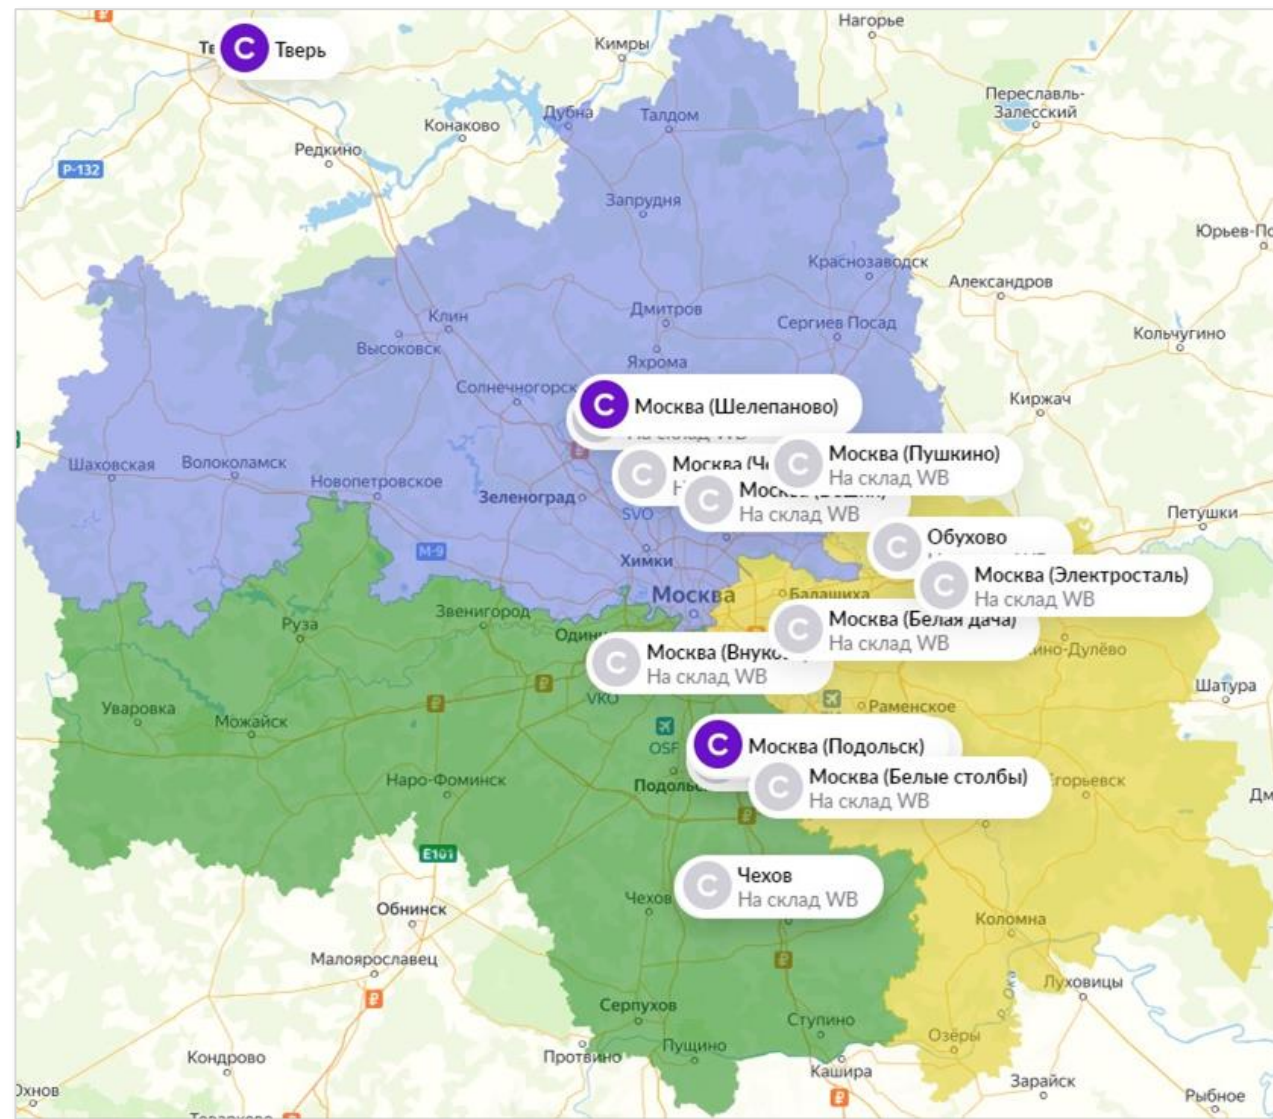 Нагорье
Кимры
C Тверь
Переславль-
Залесский
Дубна
Талдом
Конаково
Редкино
P-132
Запрудня
Юрьев-По
Краснозаводск
Александров
Клин
Дмитров
Сергиев Посад
Высоковск
Кольчугино
Яхрома
Солнечногорск
Киржач
C Москва (Шелепаново)
Шаховская
Волоколамск
Новопетровское
C Москва (Пушкино)
На склад WB
C Москва
Зеленоград
C Москва
На склад WB
SVO
Петушки
М-9
Химки
C Обухово
Москва
C Москва (Электросталь)
На склад WB
Балашиха
Звенигород
Руза
C Москва (Белая дача)
На склад WB
C Москва
На склад WB
VKO
Шатура
Уваровка
Можайск
Раменское
OSF
C Москва (Подольск)
Наро-Фоминск
C Москва (Белые столбы)
На склад WB
E101
Обнинск
Чехов
C Чехов
На склад WB
Коломна
Малоярославец
Ока
Луховицы
Серпухов
Ступино
Озёры
Кондрово
Протвино
Пущино
Кашира
Зарайск
Рыбное